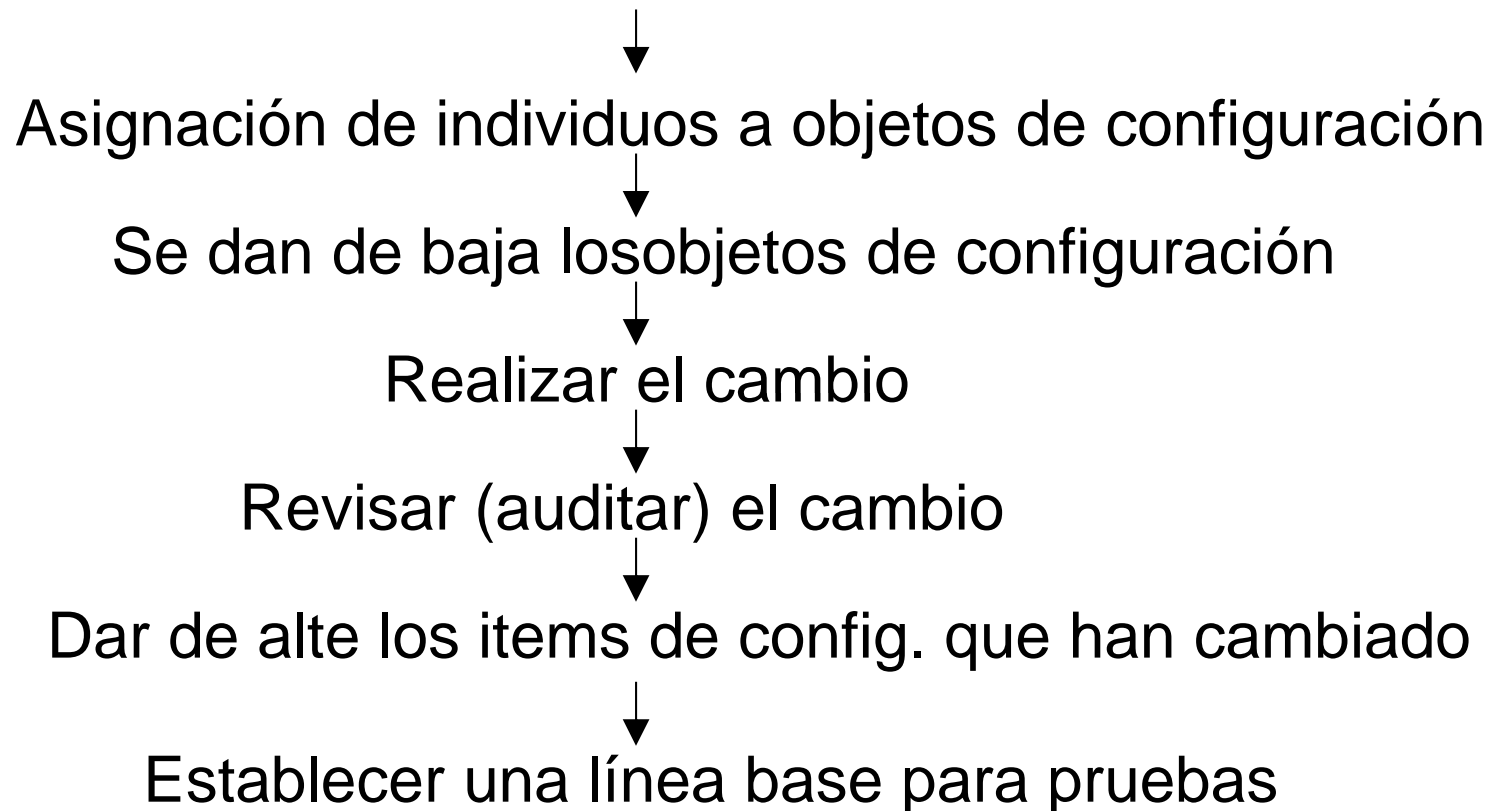 Asignación de individuos a objetos de configuración
Se dan de baja losobjetos de configuración
Realizar el cambio
Revisar (auditar) el cambio
Dar de alte los items de config. que han cambiado
Establecer una línea base para pruebas